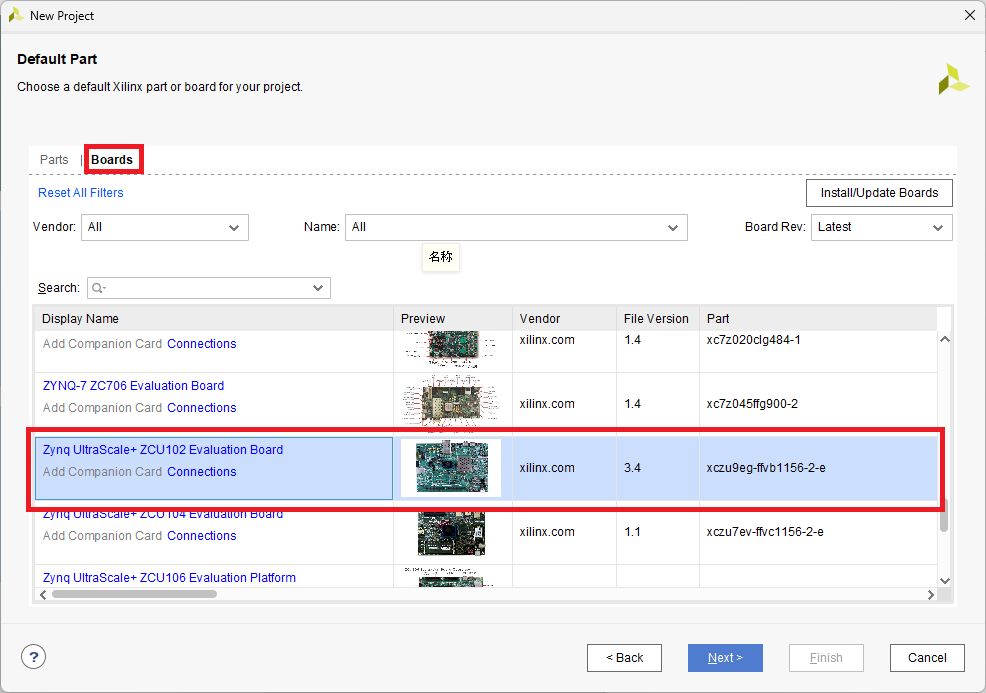 New Project
Default Part
Choose a default Xilinx part or board for your project.
Parts | Boards
Reset All Filters
Install/Update Boards
Vendor: All
Name: All
Board Rev: Latest
名称
Search:
Display Name Preview Vendor File Version Part
Add Companion Card Connections
xilinx.com 1.4 xc7z020clg484-1
ZYNQ-7 ZC706 Evaluation Board
Add Companion Card Connections
xilinx.com 1.4 xc7z045ffg900-2
Zynq UltraScale+ ZCU102 Evaluation Board
Add Companion Card Connections
xilinx.com 3.4 xczu9eg-ffvb1156-2-e
Zynq UltraScale+ ZCU104 Evaluation Board
Add Companion Card Connections
xilinx.com 1.1 xczu7ev-ffvc1156-2-e
Zynq UltraScale+ ZCU106 Evaluation Platform
?
< Back
Next >
Finish
Cancel